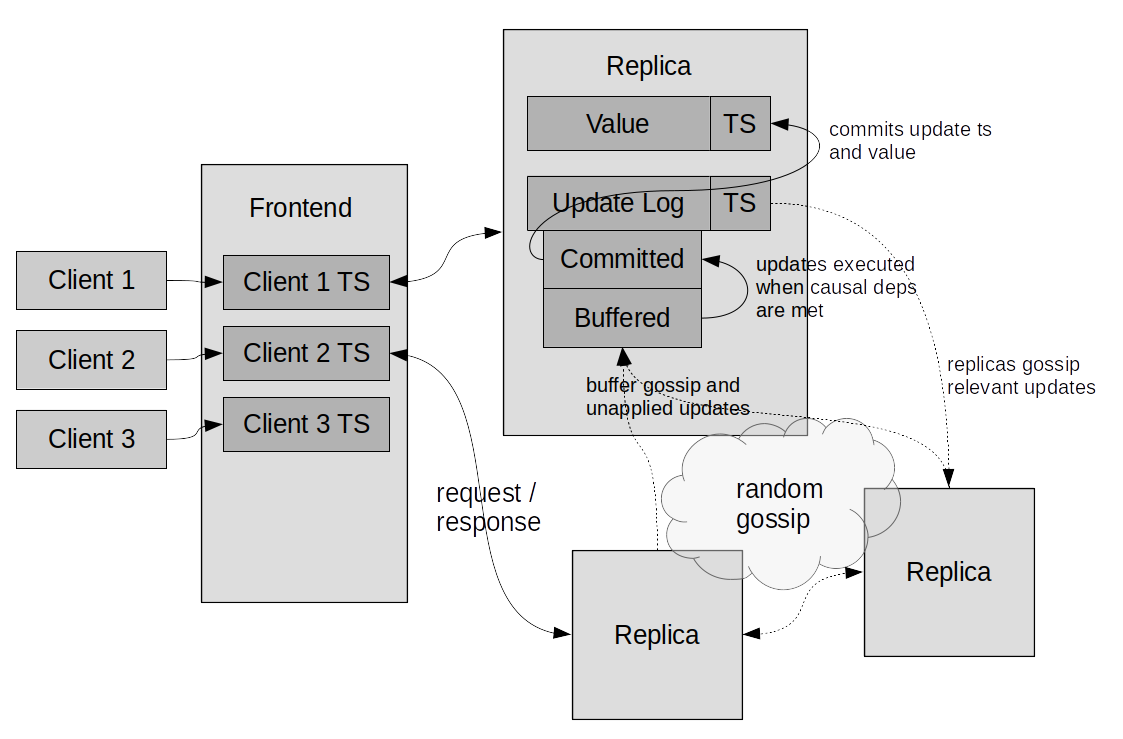 Replica
Value
TS
commits update ts
and value
Update Log
TS
Committed
Buffered
updates executed
when causal deps
are met
buffer gossip and
unapplied updates
replicas gossip
relevant updates
Frontend
Client 1
Client 1 TS
Client 2
Client 2 TS
Client 3
Client 3 TS
request /
response
random
gossip
Replica
Replica